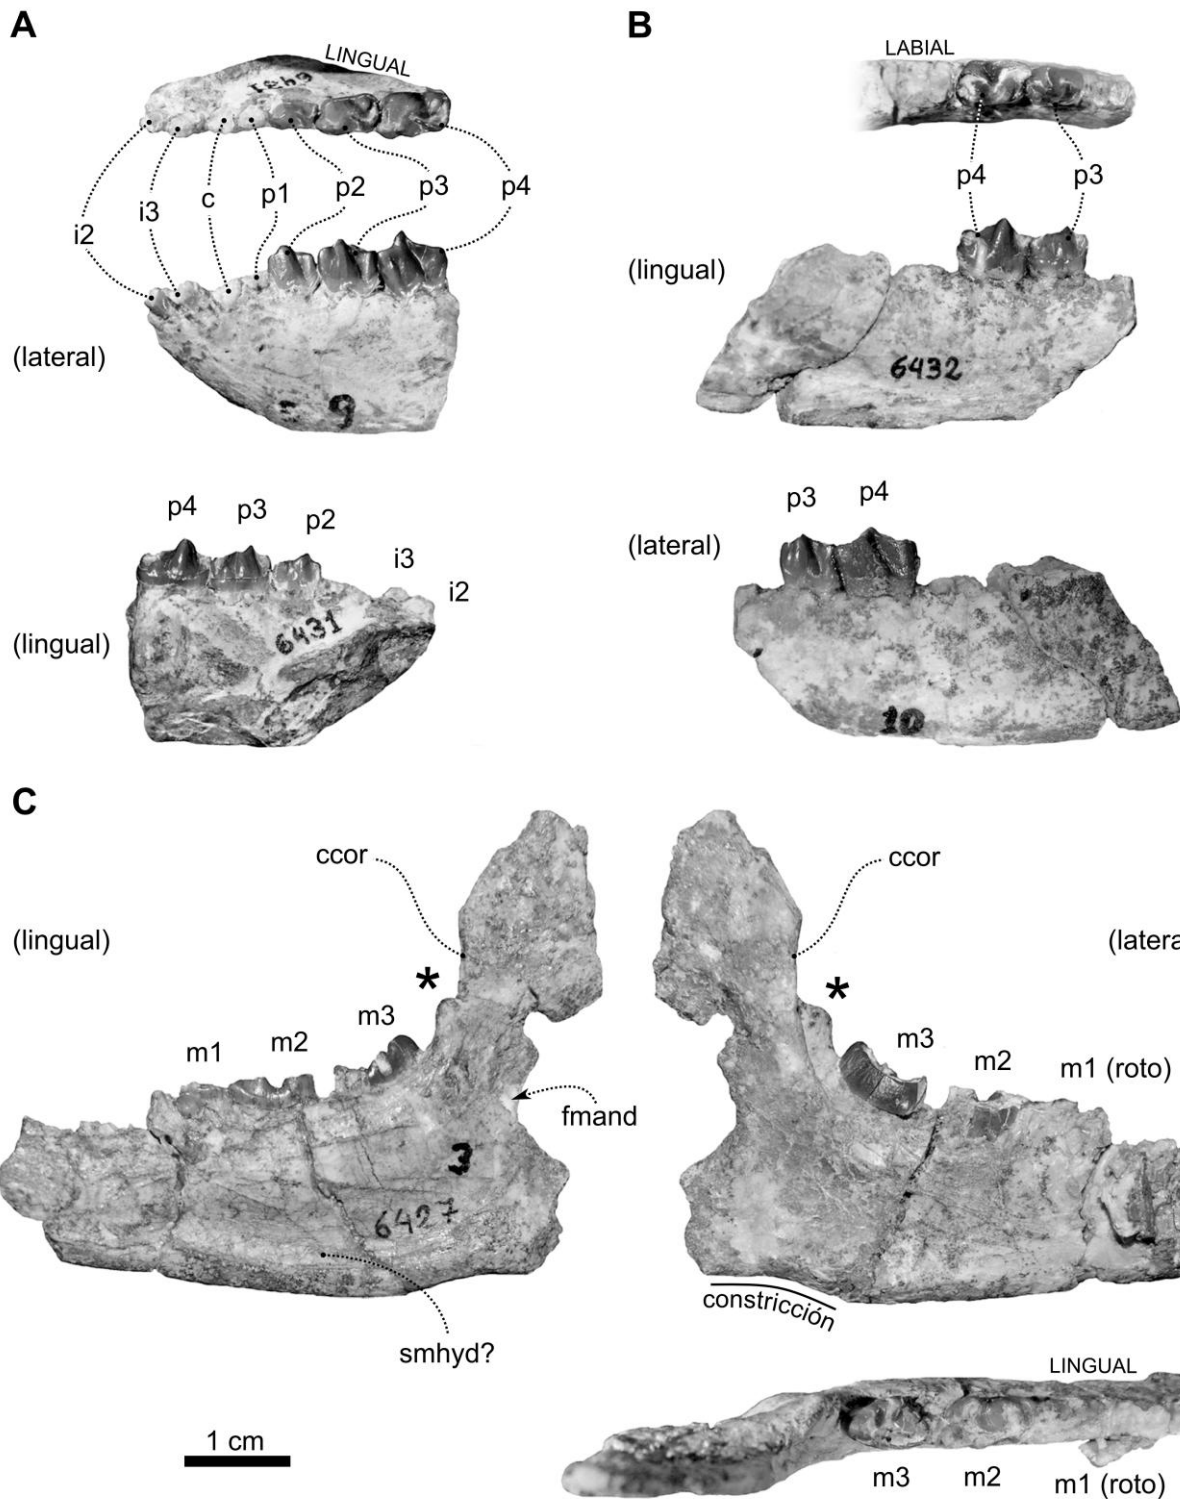 A
LINGUAL
6431
i2
i3
c
p1
p2
p3
p4
(lateral)
9
p4
p3
p2
i3
i2
(lingual)
6431
B
LABIAL
p4
p3
(lingual)
6432
p3
p4
(lateral)
10
C
ccor
(lingual)
*
m3
m2
m1
fmand
3
6427
smhyd?
1 cm
ccor
(latera
*
m3
m2
m1 (roto)
constricción
LINGUAL
m3
m2
m1 (roto)